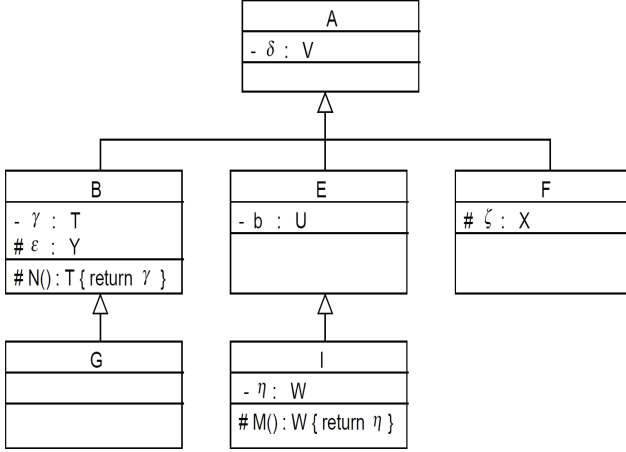 A
- δ : V
B
- γ : T
# ε : Y
# N() : T { return γ }
E
- b : U
F
# ζ : X
G
I
- η : W
# M() : W { return η }